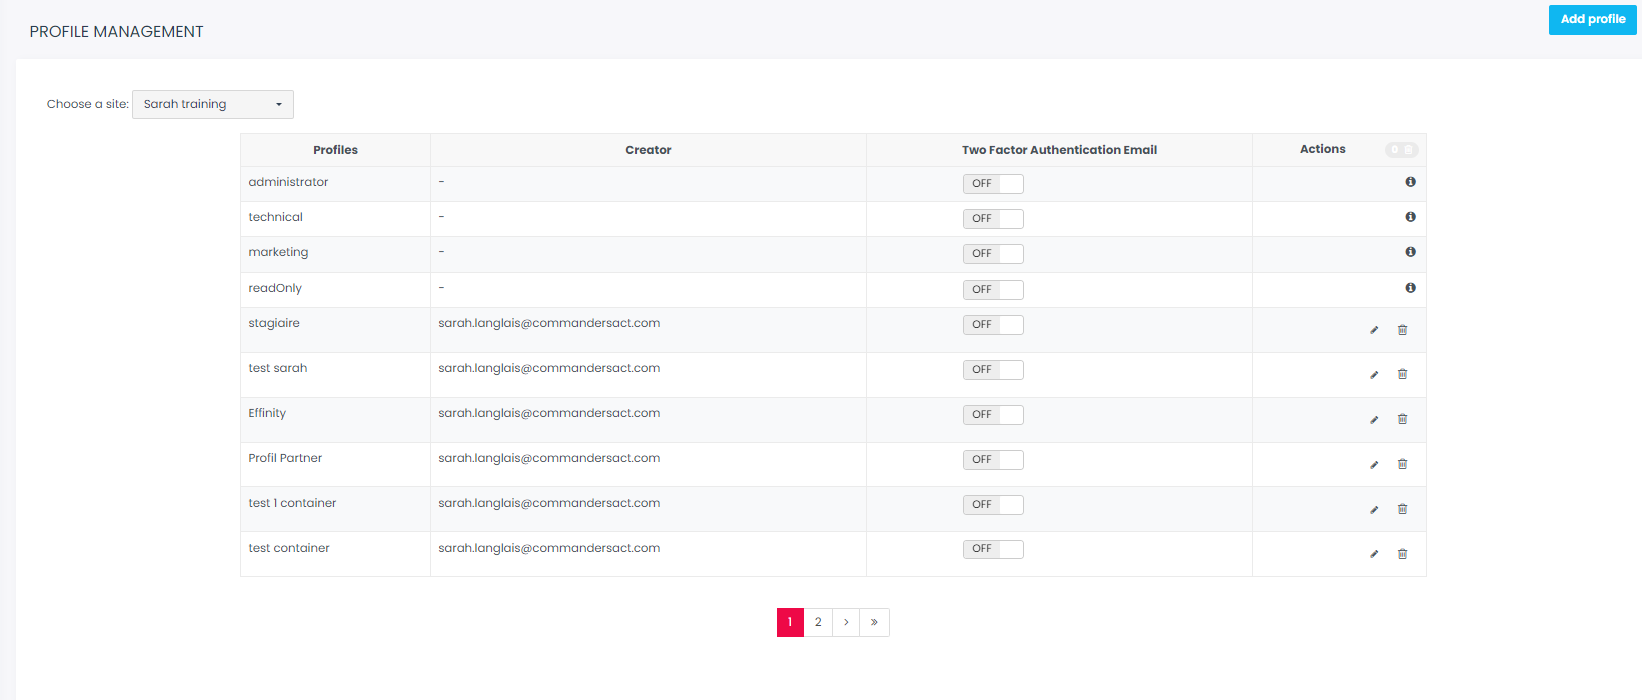 Add profile
PROFILE MANAGEMENT
Choose a site: Sarah training
Profiles Creator Two Factor Authentication Email Actions 0
administrator - OFF
technical - OFF
marketing - OFF
readOnly - OFF
stagiaire sarah.langlais@commandersact.com OFF
test sarah sarah.langlais@commandersact.com OFF
Effinity sarah.langlais@commandersact.com OFF
Profil Partner sarah.langlais@commandersact.com OFF
test 1 container sarah.langlais@commandersact.com OFF
test container sarah.langlais@commandersact.com OFF
1 2 › »